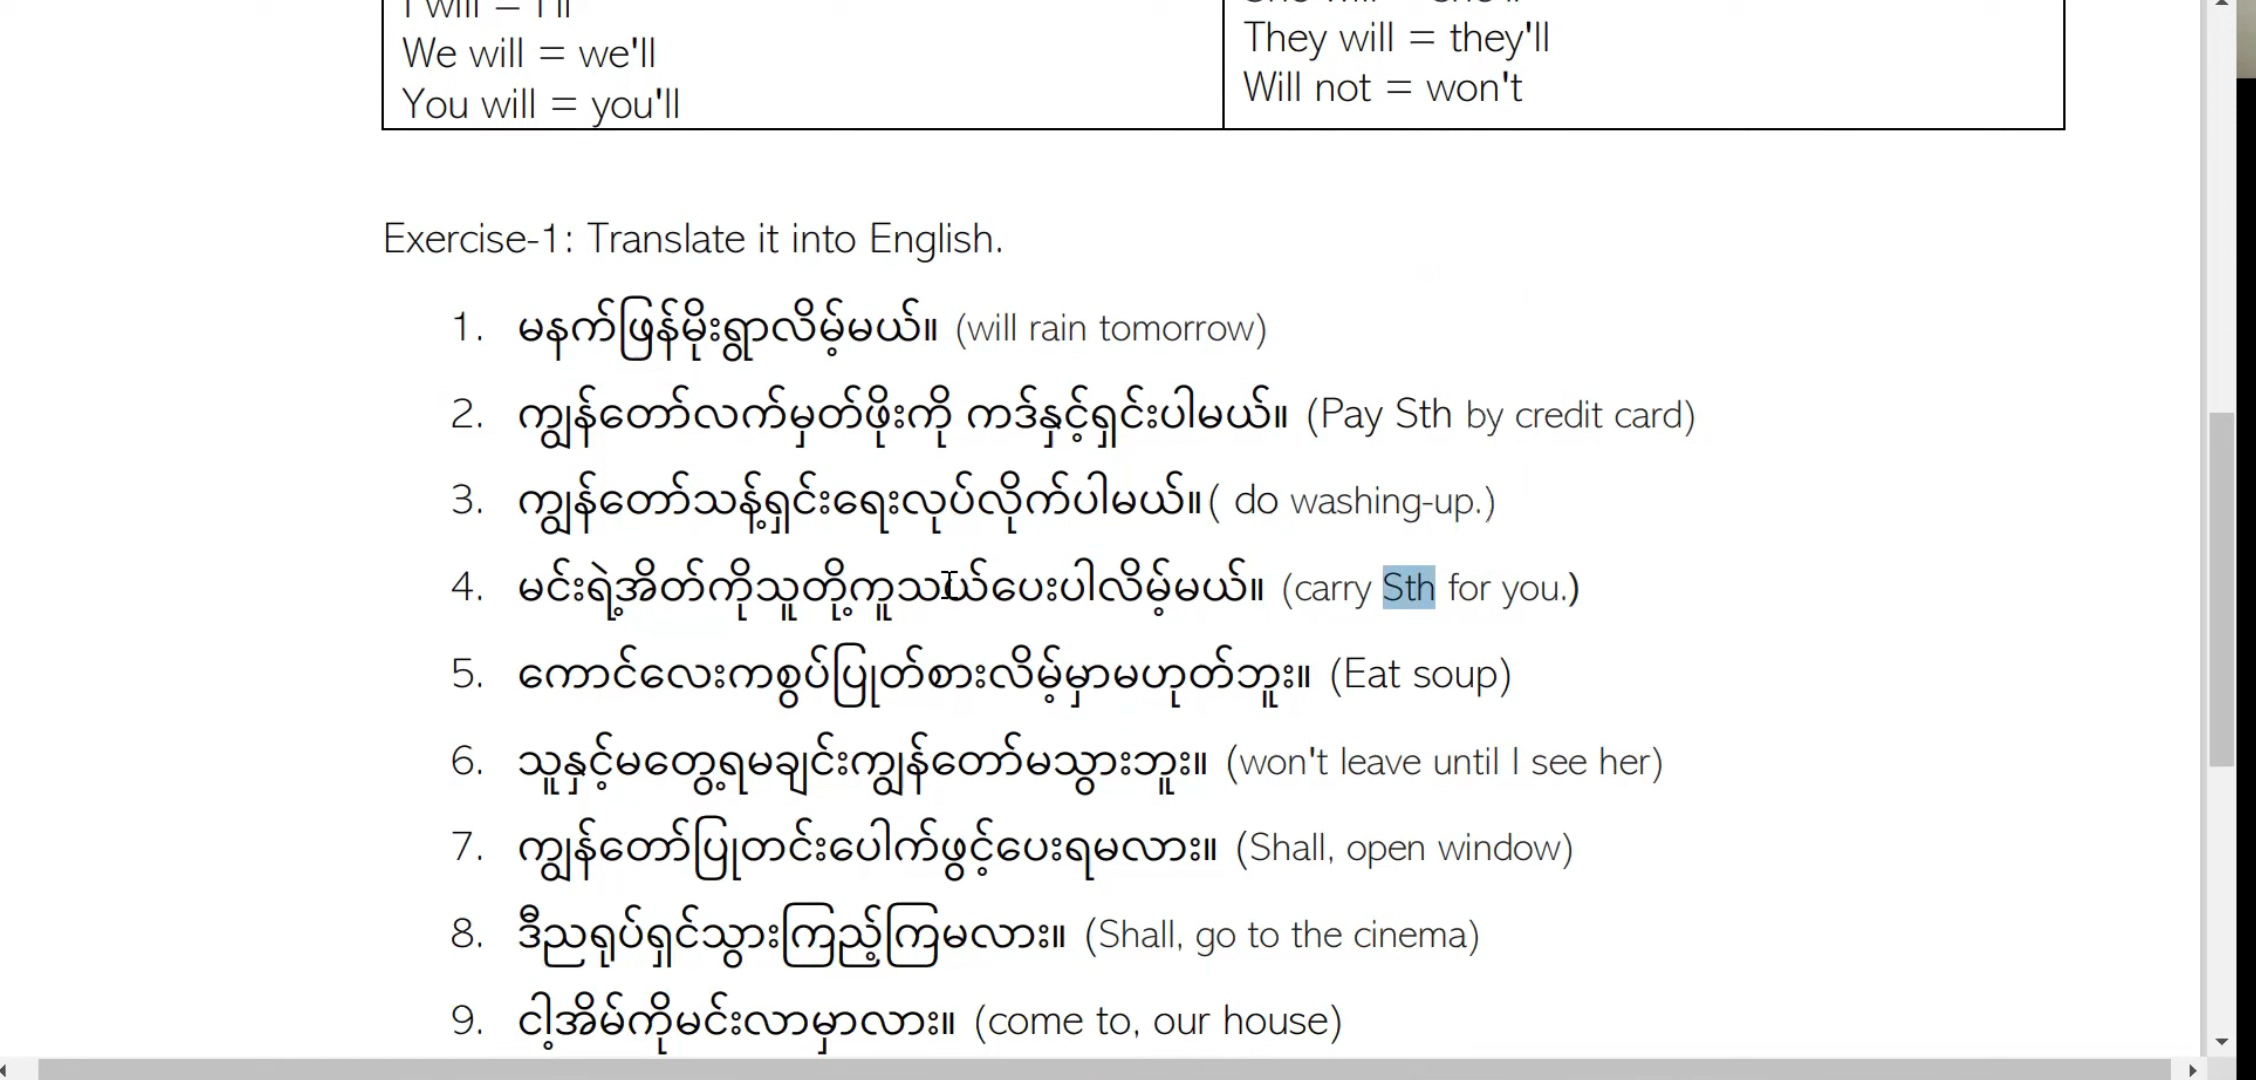 I will = I'll
We will = we'll
You will = you'll
They will = they'll
Will not = won't
Exercise-1: Translate it into English.
1. မနက်ဖြန်မိုးရွာလိမ့်မယ်။ (will rain tomorrow)
2. ကျွန်တော်လက်မှတ်ဖိုးကို ကဒ်နှင့်ရှင်းပါမယ်။ (Pay Sth by credit card)
3. ကျွန်တော်သန့်ရှင်းရေးလုပ်လိုက်ပါမယ်။( do washing-up.)
4. မင်းရဲ့အိတ်ကိုသူတို့ကူသယ်ပေးပါလိမ့်မယ်။ (carry Sth for you.)
5. ကောင်လေးကစွပ်ပြုတ်စားလိမ့်မှာမဟုတ်ဘူး။ (Eat soup)
6. သူနှင့်မတွေ့ရမချင်းကျွန်တော်မသွားဘူး။ (won't leave until I see her)
7. ကျွန်တော်ပြုတင်းပေါက်ဖွင့်ပေးရမလား။ (Shall, open window)
8. ဒီညရုပ်ရှင်သွားကြည့်ကြမလား။ (Shall, go to the cinema)
9. ငါ့အိမ်ကိုမင်းလာမှာလား။ (come to, our house)